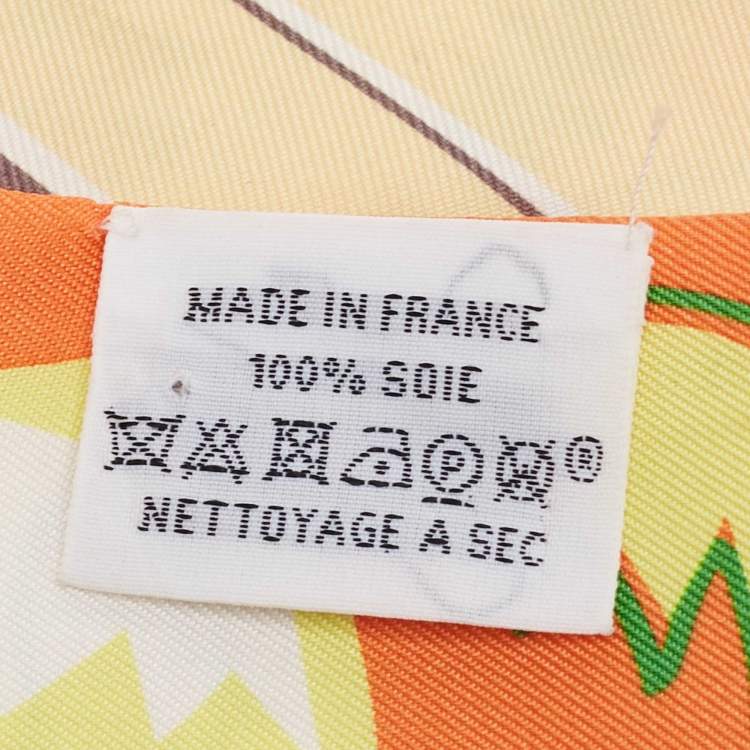 MADE IN FRANCE
100% SOIE
P W ®
NETTOYAGE A SEC